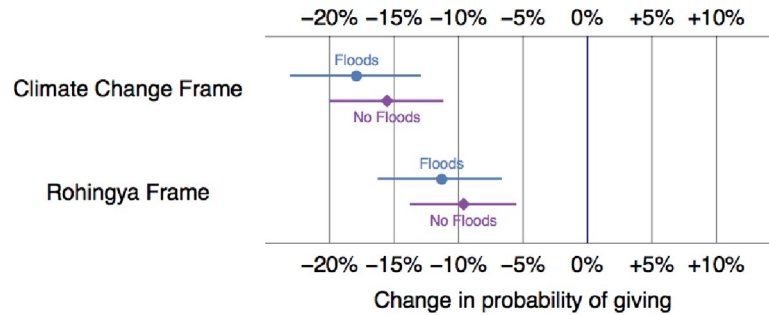 −20% −15% −10% −5% 0% +5% +10%
Floods
Climate Change Frame
No Floods
Floods
Rohingya Frame
No Floods
−20% −15% −10% −5% 0% +5% +10%
Change in probability of giving